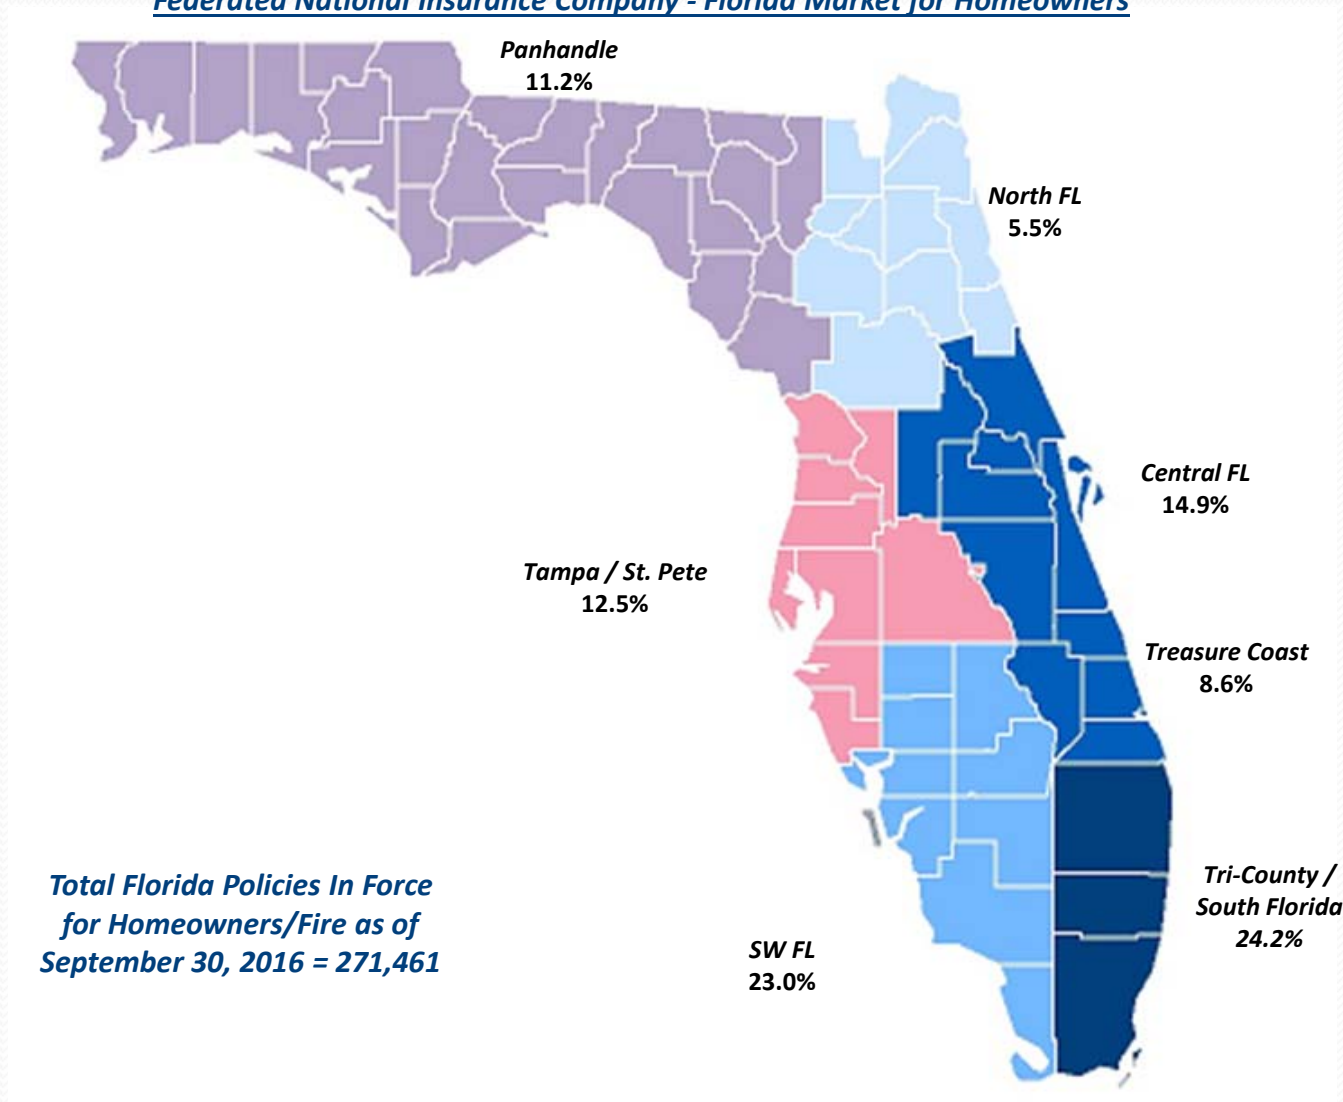 Federated National Insurance Company - Florida Market for Homeowners
Panhandle
11.2%
North FL
5.5%
Central FL
14.9%
Tampa / St. Pete
12.5%
Treasure Coast
8.6%
Tri-County /
South Florida
24.2%
Total Florida Policies In Force
for Homeowners/Fire as of
September 30, 2016 = 271,461
SW FL
23.0%